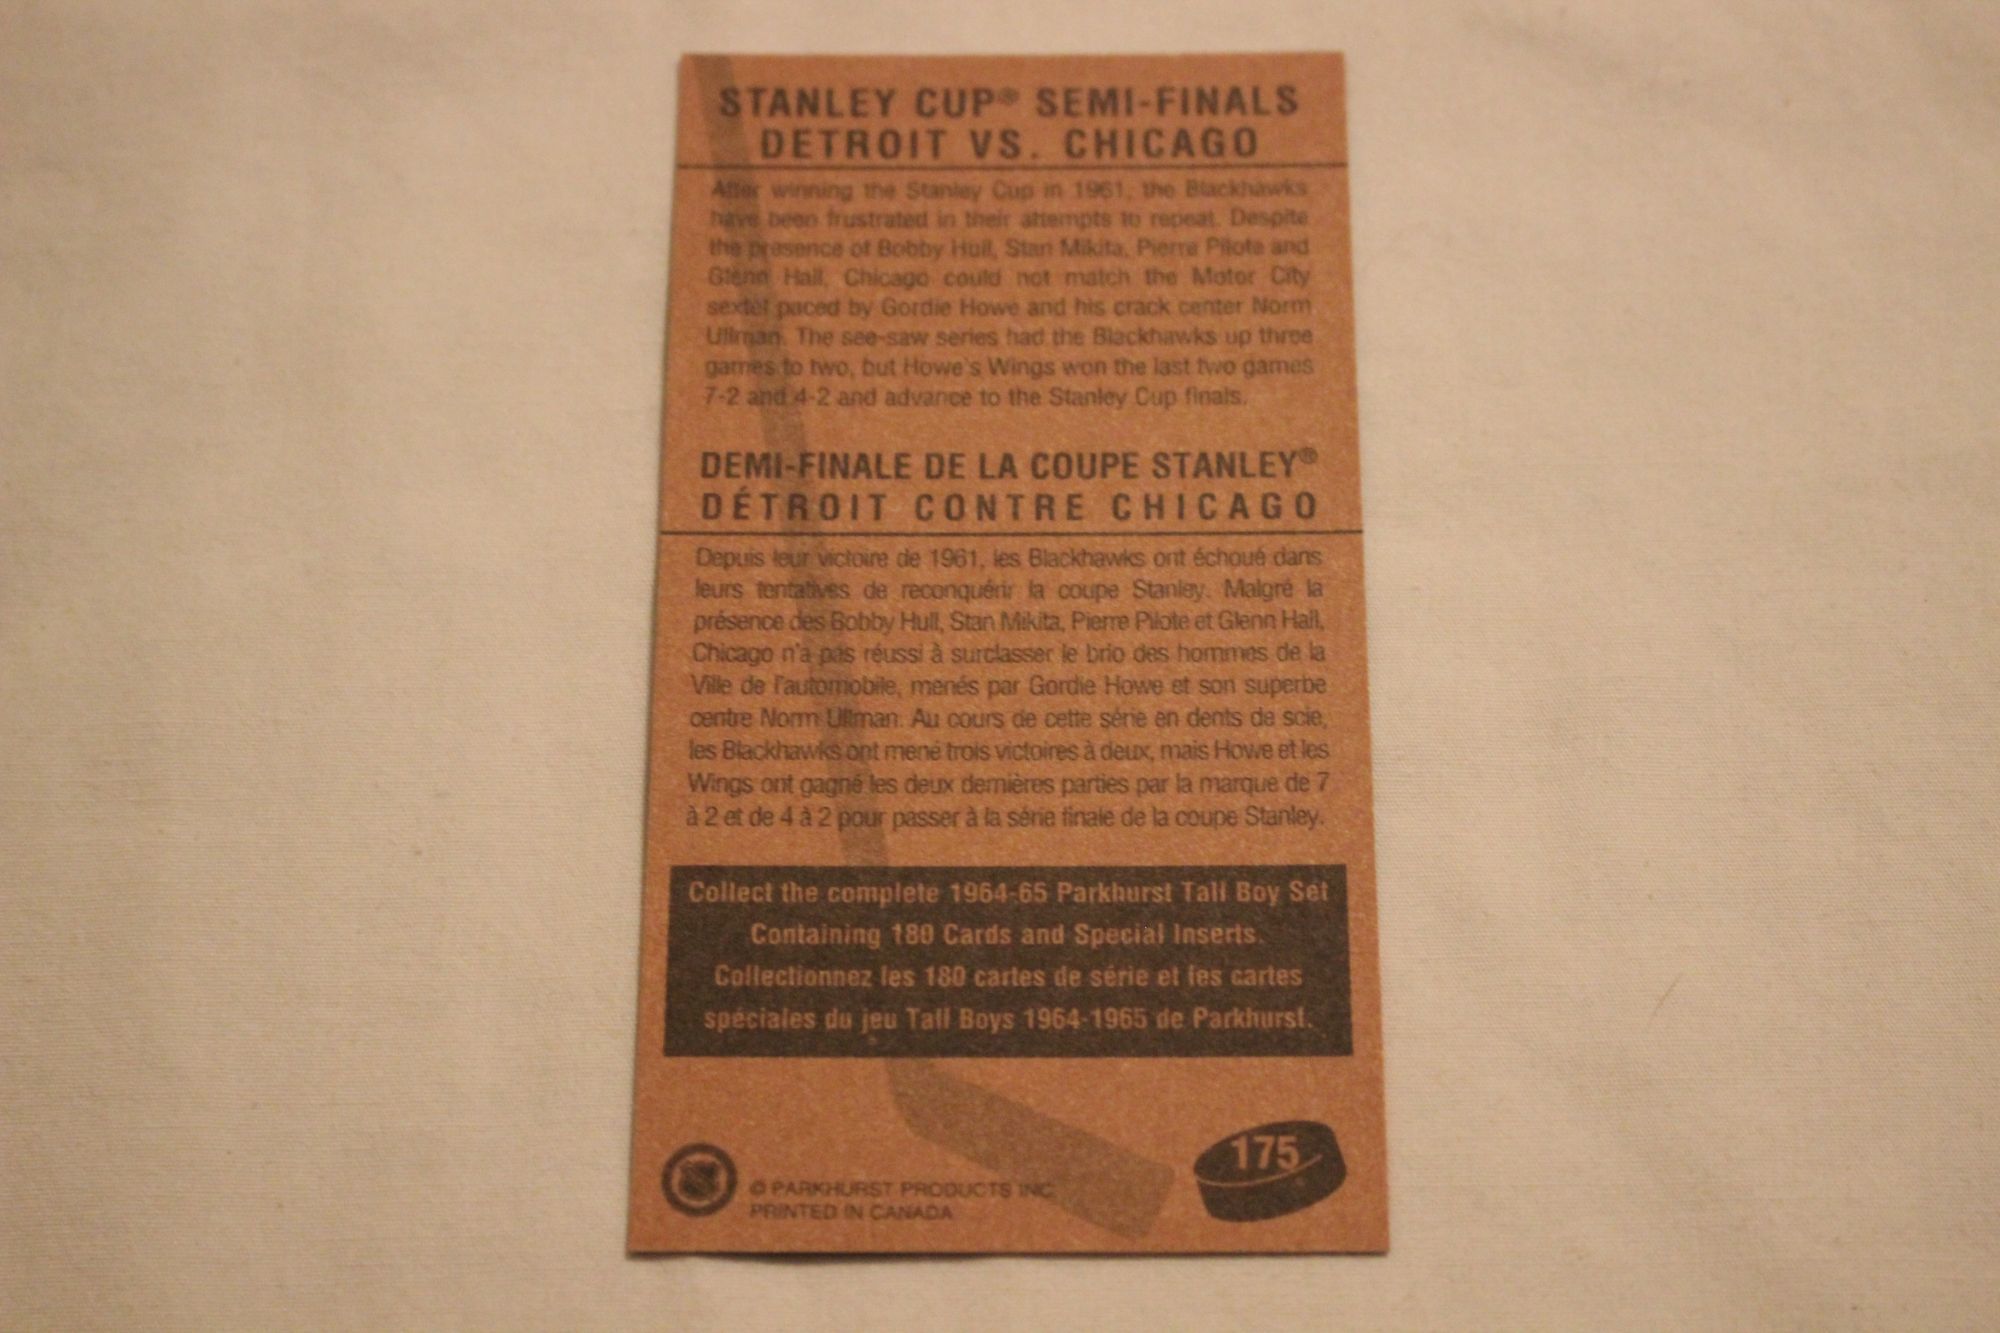 STANLEY CUP® SEMI-FINALS
DETROIT VS. CHICAGO
After winning the Stanley Cup in 1961, the Blackhawks
have been frustrated in their attempts to repeat. Despite
the presence of Bobby Hull, Stan Mikita, Pierre Pilote and
Glenn Hall, Chicago could not match the Motor City
sextet paced by Gordie Howe and his crack center Norm
Ullman. The see-saw series had the Blackhawks up three
games to two, but Howe's Wings won the last two games
7-2 and 4-2 and advance to the Stanley Cup finals.
DEMI-FINALE DE LA COUPE STANLEY®
DÉTROIT CONTRE CHICAGO
Depuis leur victoire de 1961, les Blackhawks ont échoué dans
leurs tentatives de reconquérir la coupe Stanley. Malgré la
présence des Bobby Hull, Stan Mikita, Pierre Pilote et Glenn Hall,
Chicago n'a pas réussi à surclasser le brio des hommes de la
Ville de l'automobile, menés par Gordie Howe et son superbe
centre Norm Ullman. Au cours de cette série en dents de scie,
les Blackhawks ont mené trois victoires à deux, mais Howe et les
Wings ont gagné les deux dernières parties par la marque de 7
à 2 et de 4 à 2 pour passer à la série finale de la coupe Stanley.
Collect the complete 1964-65 Parkhurst Tall Boy Set
Containing 180 Cards and Special Inserts.
Collectionnez les 180 cartes de série et les cartes
spéciales du jeu Tall Boys 1964-1965 de Parkhurst.
175
© PARKHURST PRODUCTS INC.
PRINTED IN CANADA